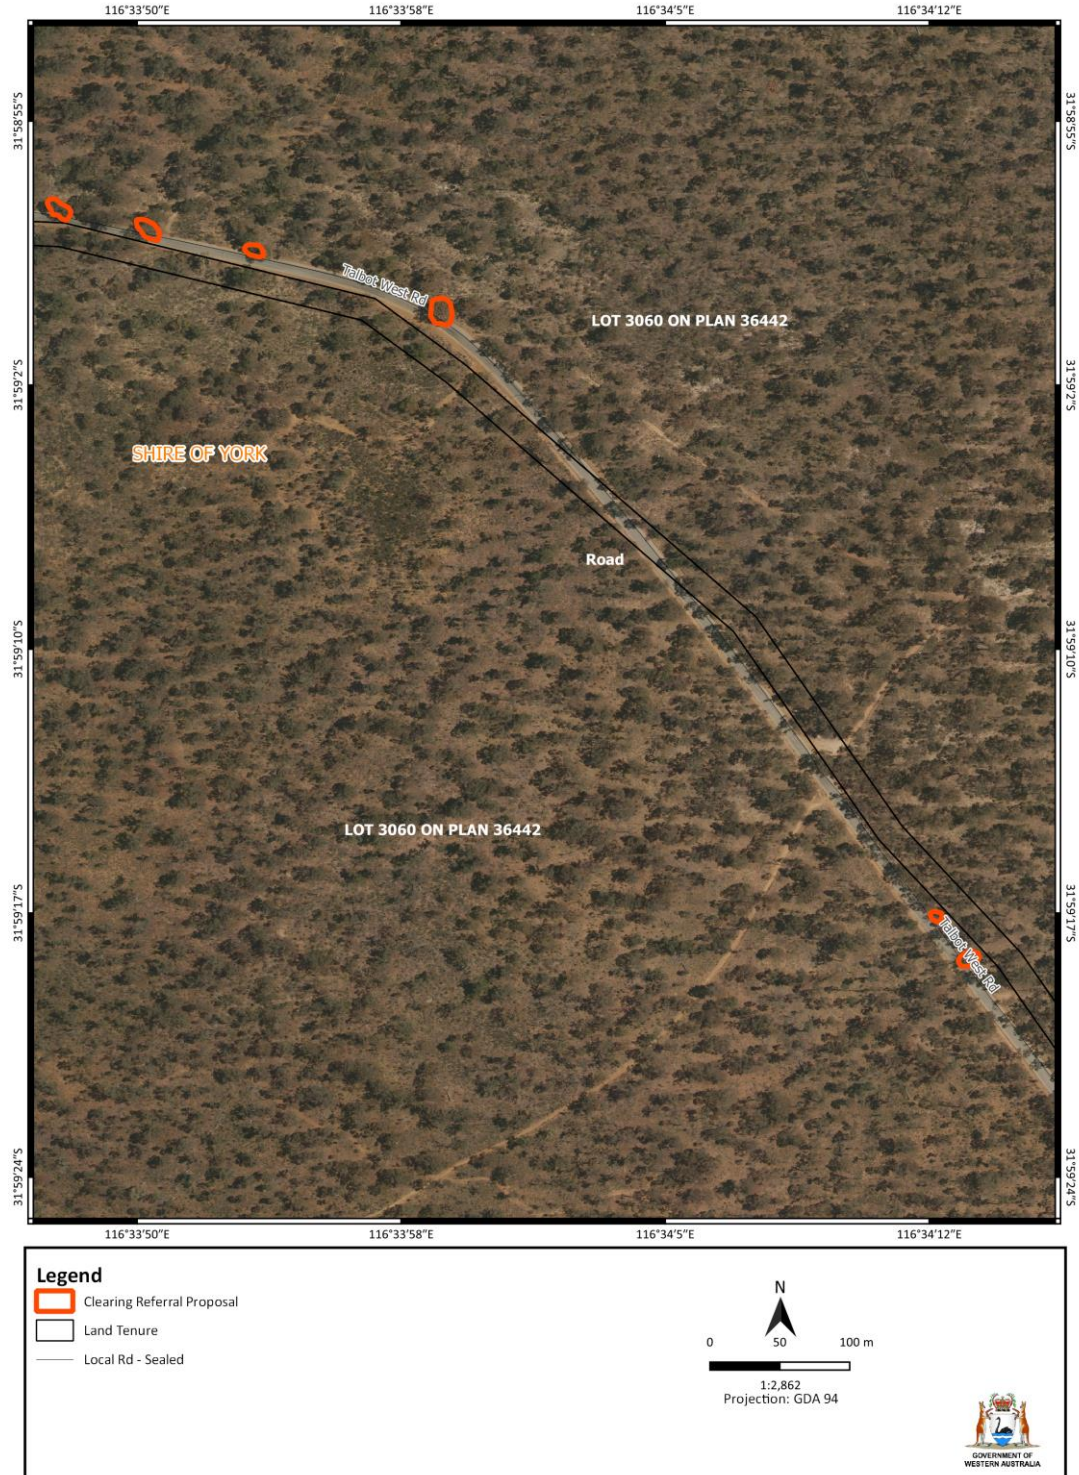 116°33'50"E
116°33'58"E
116°34'5"E
116°34'12"E
31°58'55"S
31°58'55"S
Talbot West Rd
LOT 3060 ON PLAN 36442
31°59'2"S
31°59'2"S
SHIRE OF YORK
Road
31°59'10"S
31°59'10"S
LOT 3060 ON PLAN 36442
31°59'17"S
31°59'17"S
Talbot West Rd
31°59'24"S
31°59'24"S
116°33'50"E
116°33'58"E
116°34'5"E
116°34'12"E
Legend
Clearing Referral Proposal
Land Tenure
Local Rd - Sealed
N
0 50 100 m
1:2,862
Projection: GDA 94
GOVERNMENT OF
WESTERN AUSTRALIA